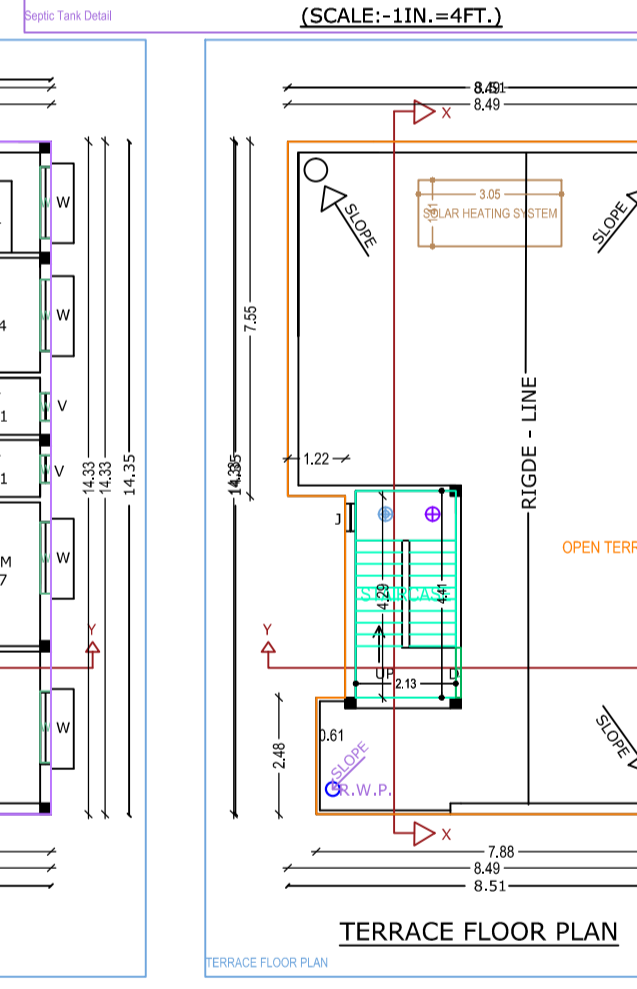 Septic Tank Detail
(SCALE:-1IN.=4FT.)
8.49
8.49
X
W
SLOPE
3.05
SOLAR HEATING SYSTEM
SLOPE
W
4
7.55
RIGDE - LINE
V
1
1.22
V
1
14.33
14.33
14.35
J
OPEN TERR
W
M
7
STAIRCASE
4.29
4.41
Y
Y
UP
D
2.13
W
2.48
0.61
SLOPE
SLOPE
R.W.P.
X
7.88
8.49
8.51
TERRACE FLOOR PLAN
TERRACE FLOOR PLAN